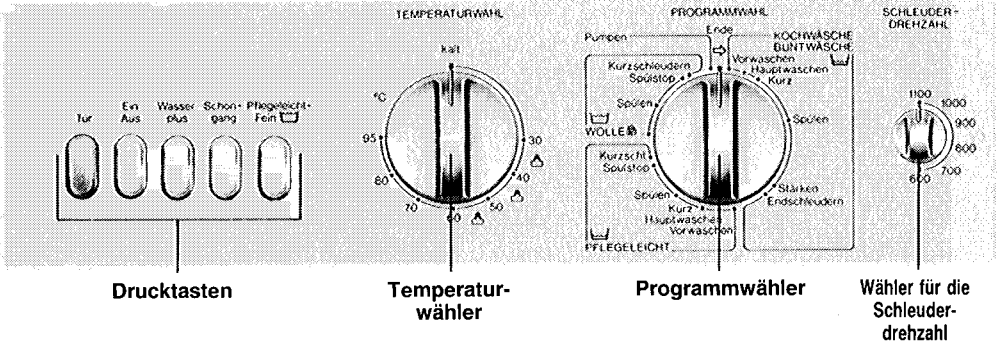 TEMPERATURWAHL
PROGRAMMWAHL
SCHLEUDER-
DREHZAHL
Tür
Ein
Aus
Wasser
plus
Schon-
gang
Pflegeleicht-
Fein
kalt
°C
30
40
50
60
70
80
95
Ende
Pumpen
KOCHWÄSCHE
BUNTWÄSCHE
Vorwaschen
Hauptwaschen
Kurz
Spülen
Stärken
Endschleudern
PFLEGELEICHT
Vorwaschen
Hauptwaschen
Kurz
Spülen
Kurzscht
Spülstop
WOLLE
Spülen
Kurzschleudern
Spülstop
1100
1000
900
800
700
600
Drucktasten
Temperatur-
wähler
Programmwähler
Wähler für die
Schleuder-
drehzahl